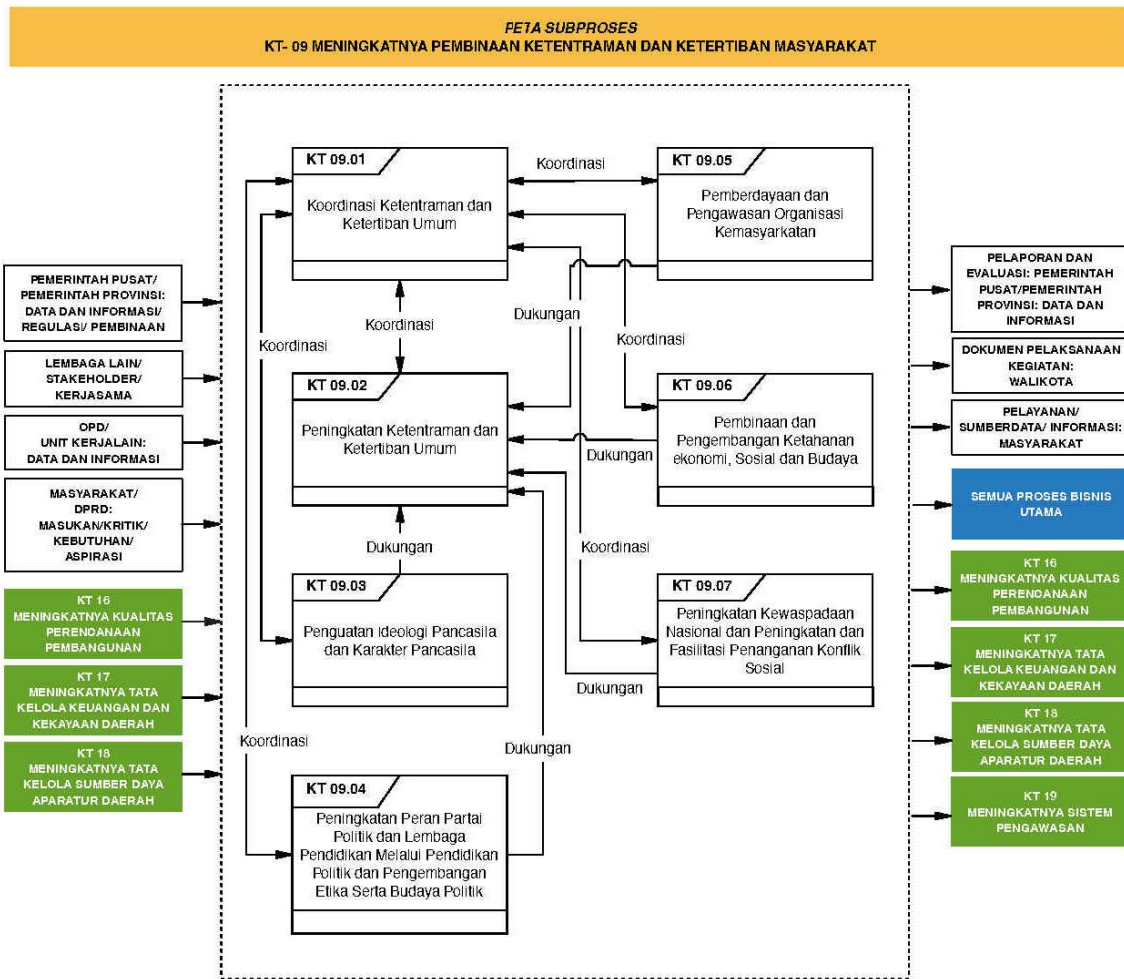 PETA SUBPROSES
KT- 09 MENINGKATNYA PEMBINAAN KETENTRAMAN DAN KETERTIBAN MASYARAKAT
PEMERINTAH PUSAT/
PEMERINTAH PROVINSI:
DATA DAN INFORMASI/
REGULASI/ PEMBINAAN
LEMBAGA LAIN/
STAKEHOLDER/
KERJASAMA
OPD/
UNIT KERJALAIN:
DATA DAN INFORMASI
MASYARAKAT/
DPRD:
MASUKAN/KRITIK/
KEBUTUHAN/
ASPIRASI
KT 16
MENINGKATNYA KUALITAS
PERENCANAAN
PEMBANGUNAN
KT 17
MENINGKATNYA TATA
KELOLA KEUANGAN DAN
KEKAYAAN DAERAH
KT 18
MENINGKATNYA TATA
KELOLA SUMBER DAYA
APARATUR DAERAH
KT 09.01
Koordinasi Ketentraman dan
Ketertiban Umum
Koordinasi
Koordinasi
KT 09.02
Peningkatan Ketentraman dan
Ketertiban Umum
Dukungan
KT 09.03
Penguatan Ideologi Pancasila
dan Karakter Pancasila
Koordinasi
Dukungan
KT 09.04
Peningkatan Peran Partai
Politik dan Lembaga
Pendidikan Melalui Pendidikan
Politik dan Pengembangan
Etika Serta Budaya Politik
Koordinasi
KT 09.05
Pemberdayaan dan
Pengawasan Organisasi
Kemasyarkatan
Dukungan
Koordinasi
KT 09.06
Pembinaan dan
Pengembangan Ketahanan
ekonomi, Sosial dan Budaya
Dukungan
Koordinasi
KT 09.07
Peningkatan Kewaspadaan
Nasional dan Peningkatan dan
Fasilitasi Penanganan Konflik
Sosial
Dukungan
PELAPORAN DAN
EVALUASI: PEMERINTAH
PUSAT/PEMERINTAH
PROVINSI: DATA DAN
INFORMASI
DOKUMEN PELAKSANAAN
KEGIATAN:
WALIKOTA
PELAYANAN/
SUMBERDATA/ INFORMASI:
MASYARAKAT
SEMUA PROSES BISNIS
UTAMA
KT 16
MENINGKATNYA KUALITAS
PERENCANAAN
PEMBANGUNAN
KT 17
MENINGKATNYA TATA
KELOLA KEUANGAN DAN
KEKAYAAN DAERAH
KT 18
MENINGKATNYA TATA
KELOLA SUMBER DAYA
APARATUR DAERAH
KT 19
MENINGKATNYA SISTEM
PENGAWASAN